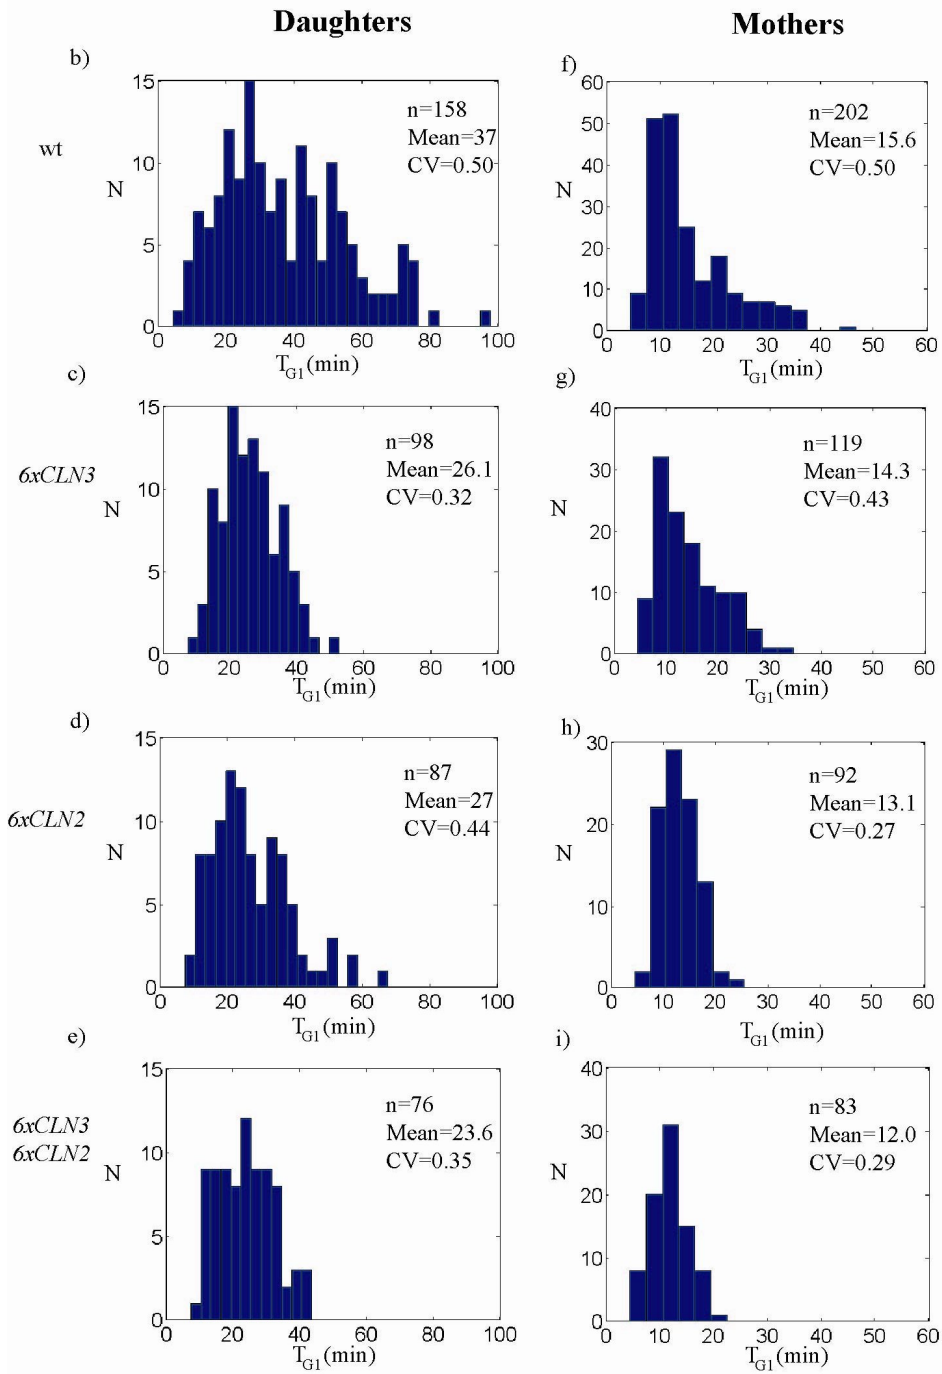 Daughters
Mothers
b)
wt
N
15
10
5
0
0 20 40 60 80 100
T_G1(min)
n=158
Mean=37
CV=0.50
f)
N
60
50
40
30
20
10
0
0 10 20 30 40 50 60
T_G1(min)
n=202
Mean=15.6
CV=0.50
c)
6xCLN3
N
15
10
5
0
0 20 40 60 80 100
T_G1(min)
n=98
Mean=26.1
CV=0.32
g)
N
40
30
20
10
0
0 10 20 30 40 50 60
T_G1(min)
n=119
Mean=14.3
CV=0.43
d)
6xCLN2
N
15
10
5
0
0 20 40 60 80 100
T_G1(min)
n=87
Mean=27
CV=0.44
h)
N
30
20
10
0
0 10 20 30 40 50 60
T_G1(min)
n=92
Mean=13.1
CV=0.27
e)
6xCLN3
6xCLN2
N
15
10
5
0
0 20 40 60 80 100
T_G1(min)
n=76
Mean=23.6
CV=0.35
i)
N
40
30
20
10
0
0 10 20 30 40 50 60
T_G1(min)
n=83
Mean=12.0
CV=0.29